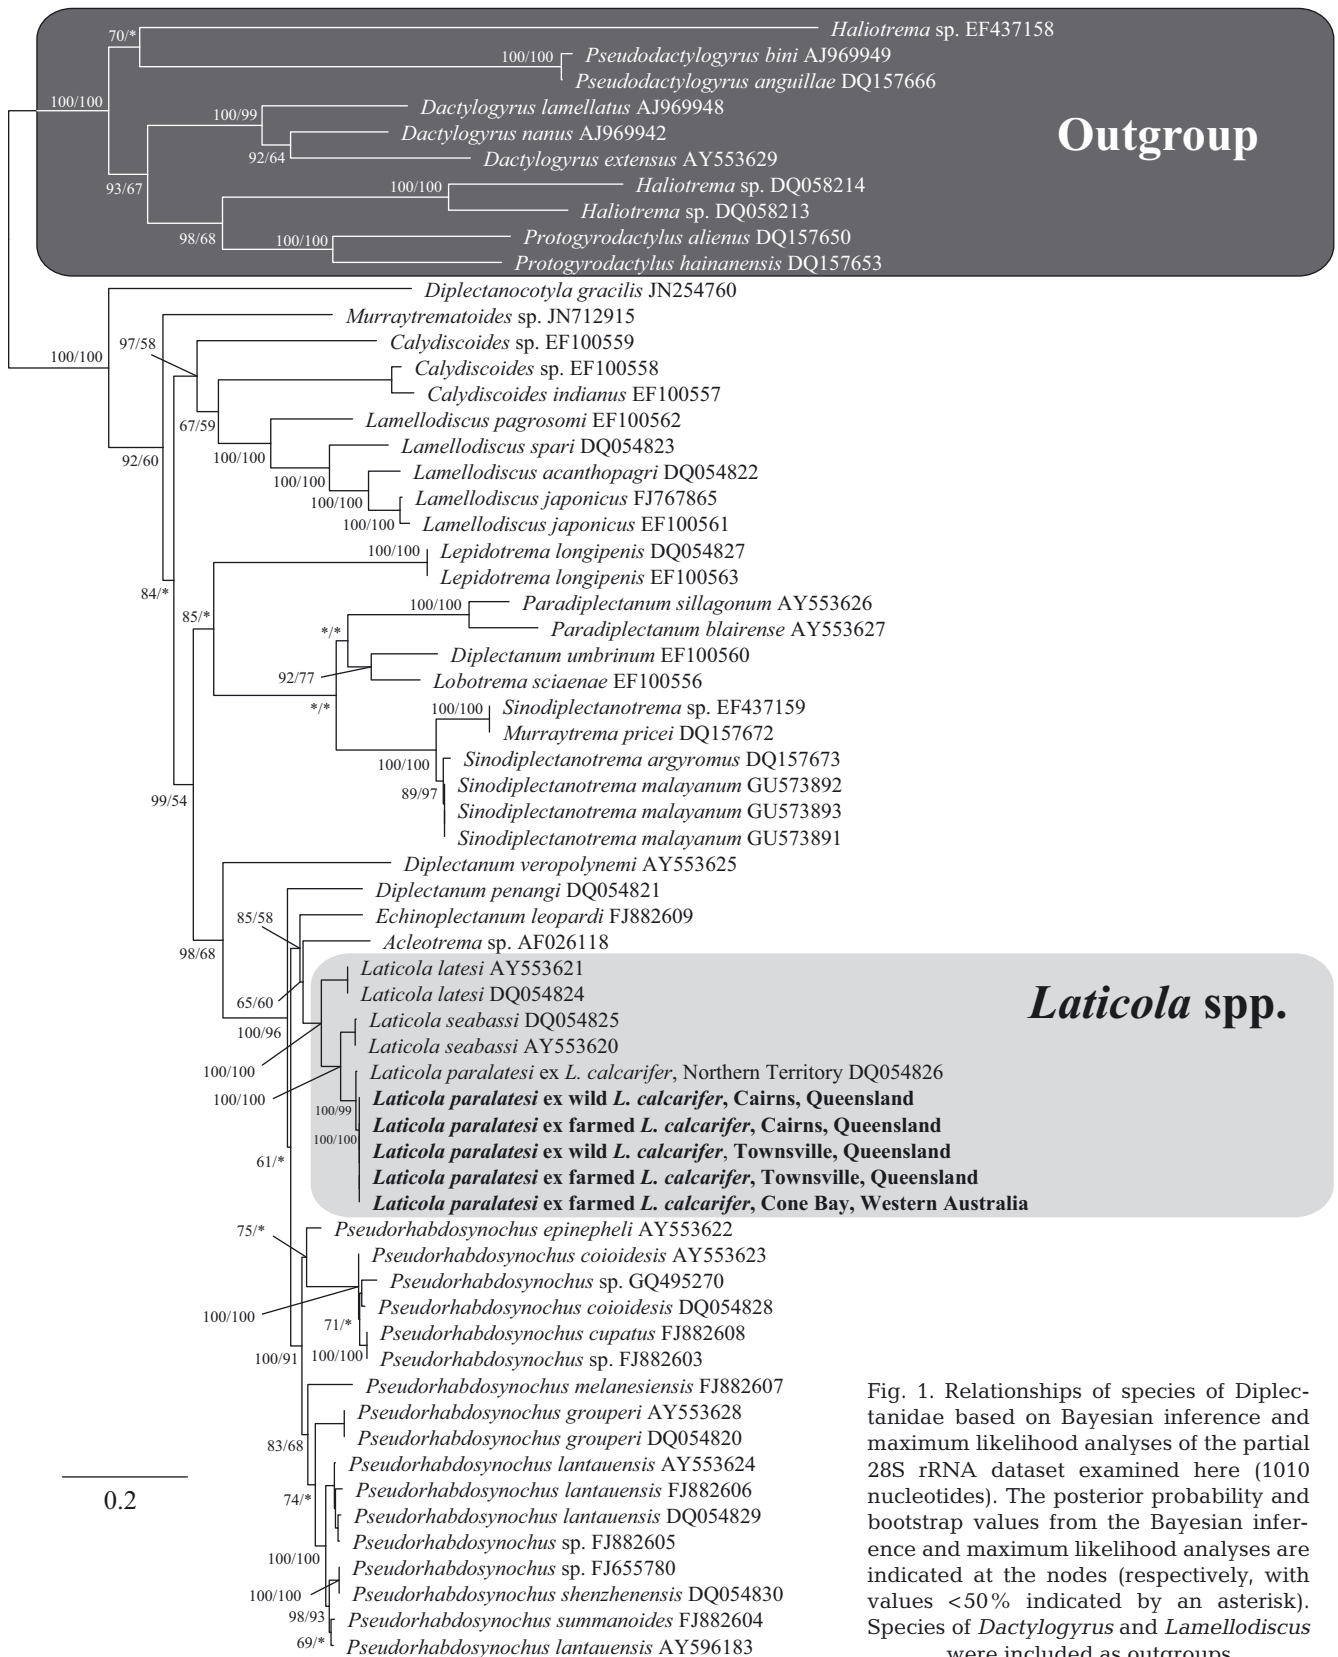 70/*
Haliotrema sp. EF437158
100/100
Pseudodactylogyrus bini AJ969949
Pseudodactylogyrus anguillae DQ157666
100/100
100/99
Dactylogyrus lamellatus AJ969948
Dactylogyrus nanus AJ969942
92/64
Dactylogyrus extensus AY553629
Outgroup
93/67
100/100
Haliotrema sp. DQ058214
Haliotrema sp. DQ058213
98/68
100/100
Protogyrodactylus alienus DQ157650
Protogyrodactylus hainanensis DQ157653
Diplectanocotyla gracilis JN254760
Murraytrematoides sp. JN712915
97/58
100/100
Calydiscoides sp. EF100559
Calydiscoides sp. EF100558
Calydiscoides indianus EF100557
67/59
Lamellodiscus pagrosomi EF100562
92/60
100/100
Lamellodiscus spari DQ054823
100/100
Lamellodiscus acanthopagri DQ054822
100/100
Lamellodiscus japonicus FJ767865
100/100
Lamellodiscus japonicus EF100561
100/100
Lepidotrema longipenis DQ054827
Lepidotrema longipenis EF100563
84/*
85/*
100/100
Paradiplectanum sillagonum AY553626
Paradiplectanum blairense AY553627
*/*
Diplectanum umbrinum EF100560
92/77
Lobotrema sciaenae EF100556
*/*
100/100
Sinodiplectanotrema sp. EF437159
Murraytrema pricei DQ157672
100/100
Sinodiplectanotrema argyromus DQ157673
89/97
Sinodiplectanotrema malayanum GU573892
99/54
Sinodiplectanotrema malayanum GU573893
Sinodiplectanotrema malayanum GU573891
Diplectanum veropolynemi AY553625
Diplectanum penangi DQ054821
85/58
Echinoplectanum leopardi FJ882609
98/68
Acleotrema sp. AF026118
Laticola latesi AY553621
65/60
Laticola latesi DQ054824
Laticola spp.
100/96
Laticola seabassi DQ054825
Laticola seabassi AY553620
100/100
Laticola paralatesi ex L. calcarifer, Northern Territory DQ054826
100/100
Laticola paralatesi ex wild L. calcarifer, Cairns, Queensland
100/99
Laticola paralatesi ex farmed L. calcarifer, Cairns, Queensland
100/100
Laticola paralatesi ex wild L. calcarifer, Townsville, Queensland
61/*
Laticola paralatesi ex farmed L. calcarifer, Townsville, Queensland
Laticola paralatesi ex farmed L. calcarifer, Cone Bay, Western Australia
75/*
Pseudorhabdosynochus epinepheli AY553622
Pseudorhabdosynochus coioidesis AY553623
Pseudorhabdosynochus sp. GQ495270
100/100
Pseudorhabdosynochus coioidesis DQ054828
71/*
Pseudorhabdosynochus cupatus FJ882608
100/91
100/100
Pseudorhabdosynochus sp. FJ882603
Pseudorhabdosynochus melanesiensis FJ882607
Pseudorhabdosynochus grouperi AY553628
83/68
Pseudorhabdosynochus grouperi DQ054820
Pseudorhabdosynochus lantauensis AY553624
74/*
Pseudorhabdosynochus lantauensis FJ882606
Pseudorhabdosynochus lantauensis DQ054829
Pseudorhabdosynochus sp. FJ882605
100/100
Pseudorhabdosynochus sp. FJ655780
100/100
Pseudorhabdosynochus shenzhenensis DQ054830
98/93
Pseudorhabdosynochus summanoides FJ882604
69/*
Pseudorhabdosynochus lantauensis AY596183
0.2
Fig. 1. Relationships of species of Diplec-
tanidae based on Bayesian inference and
maximum likelihood analyses of the partial
28S rRNA dataset examined here (1010
nucleotides). The posterior probability and
bootstrap values from the Bayesian infer-
ence and maximum likelihood analyses are
indicated at the nodes (respectively, with
values <50% indicated by an asterisk).
Species of Dactylogyrus and Lamellodiscus
were included as outgroups